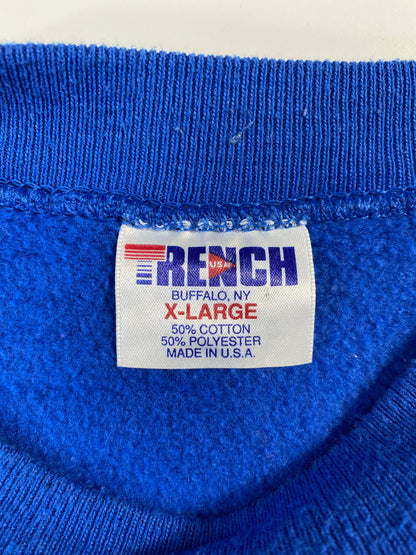 TRENCH
USA
BUFFALO, NY
X-LARGE
50% COTTON
50% POLYESTER
MADE IN U.S.A.